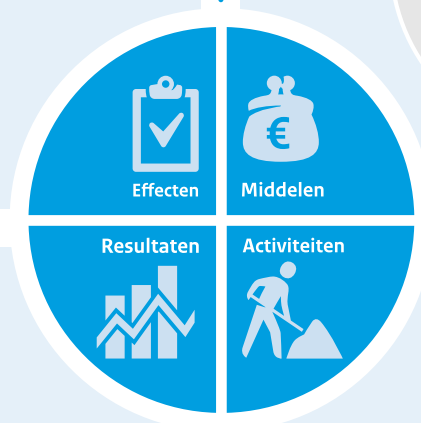 €
Effecten
Middelen
Resultaten
Activiteiten